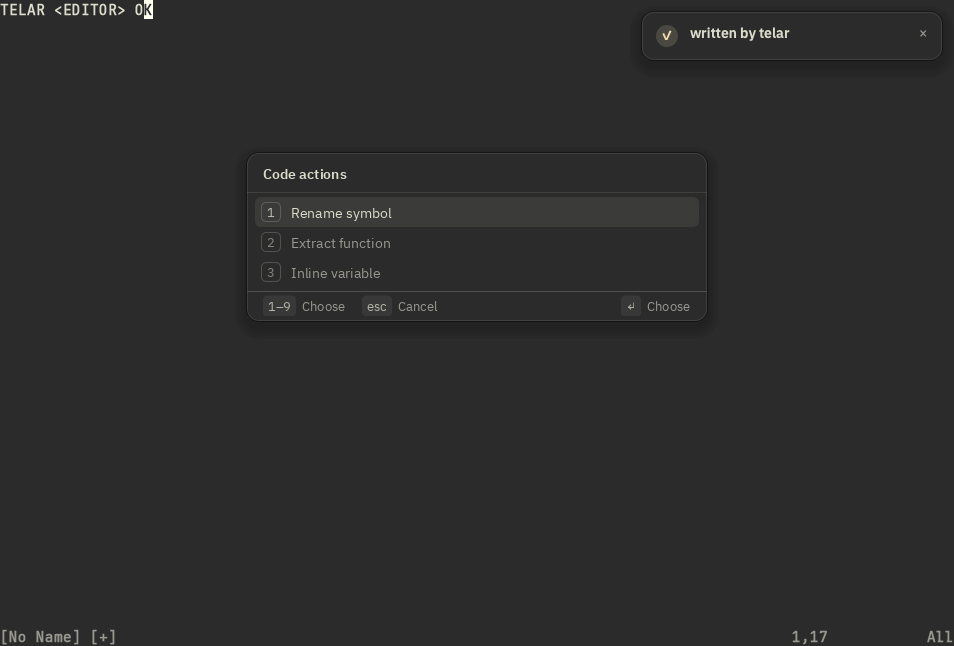 TELAR <EDITOR> OK
✓ written by telar ×
Code actions
1 Rename symbol
2 Extract function
3 Inline variable
1–9 Choose esc Cancel ↵ Choose
[No Name] [+] 1,17 All